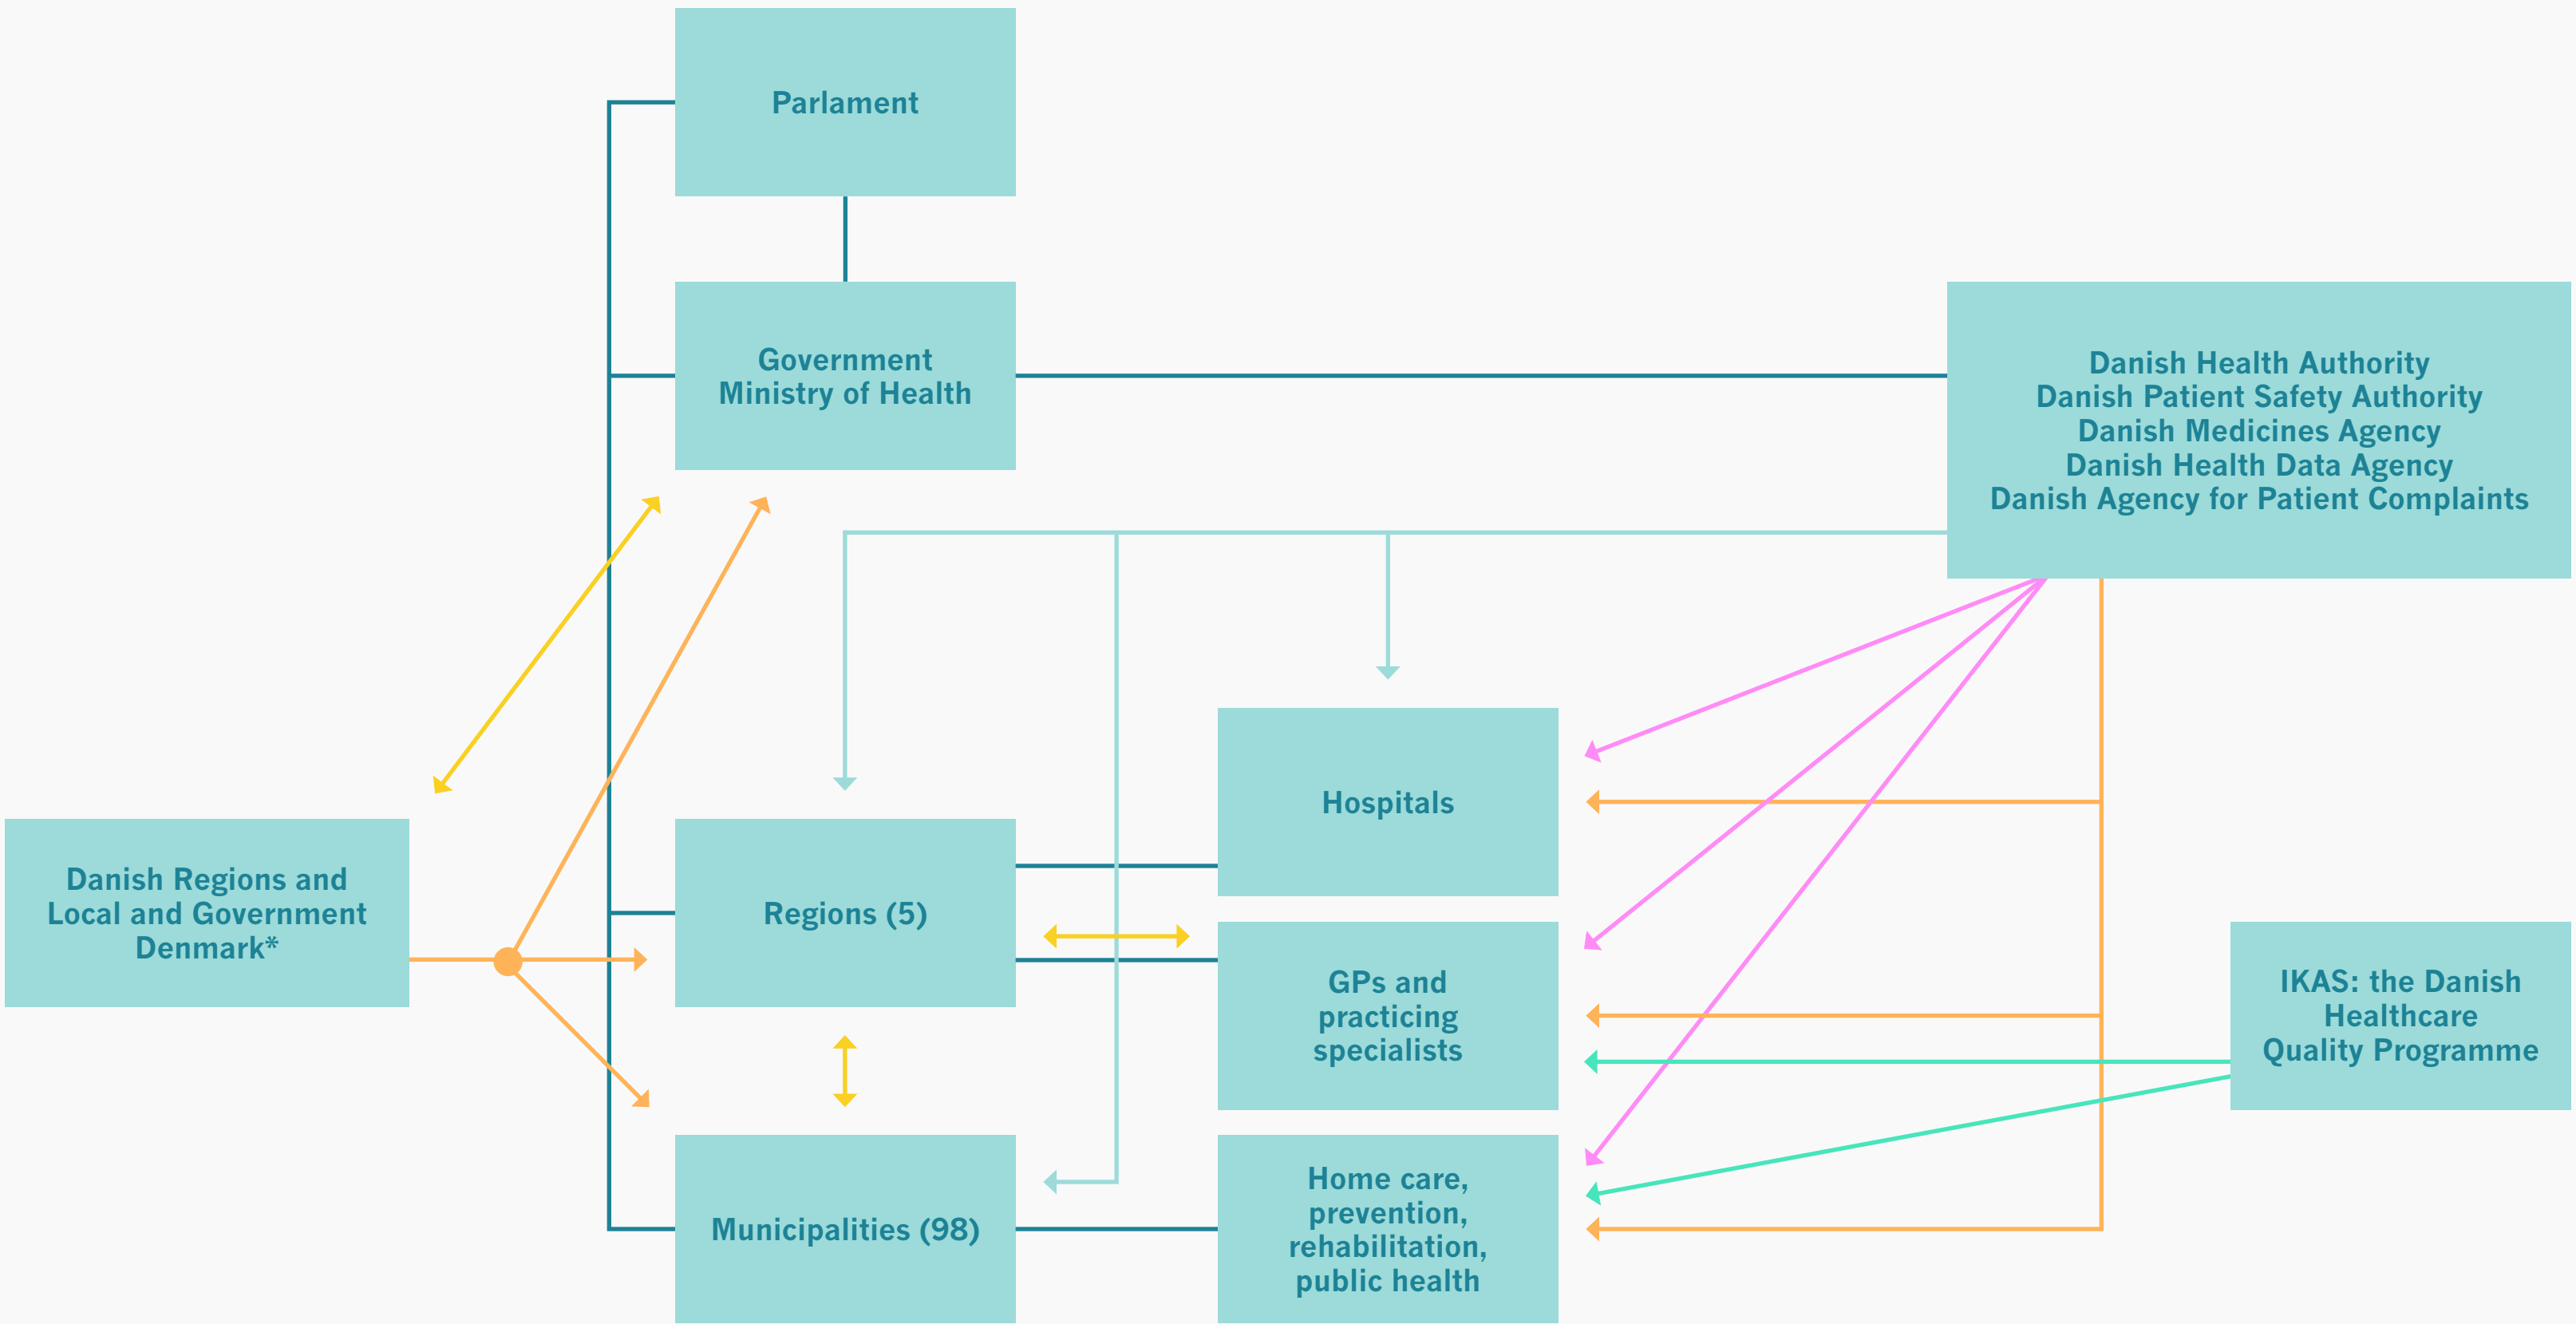 Parlament
Government
Ministry of Health
Danish Health Authority
Danish Patient Safety Authority
Danish Medicines Agency
Danish Health Data Agency
Danish Agency for Patient Complaints
Hospitals
Danish Regions and
Local and Government
Denmark*
Regions (5)
GPs and
practicing
specialists
IKAS: the Danish
Healthcare
Quality Programme
Municipalities (98)
Home care,
prevention,
rehabilitation,
public health